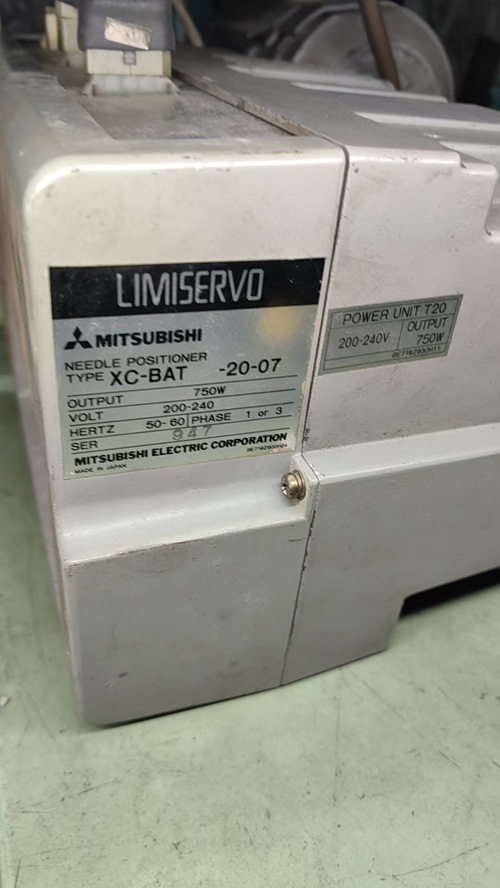 LIMISERVO
MITSUBISHI
NEEDLE POSITIONER
TYPE XC-BAT -20-07
OUTPUT 750W
VOLT 200-240
HERTZ 50-60 PHASE 1 or 3
SER 947
MITSUBISHI ELECTRIC CORPORATION
MADE IN JAPAN
POWER UNIT T20
200-240V OUTPUT 750W